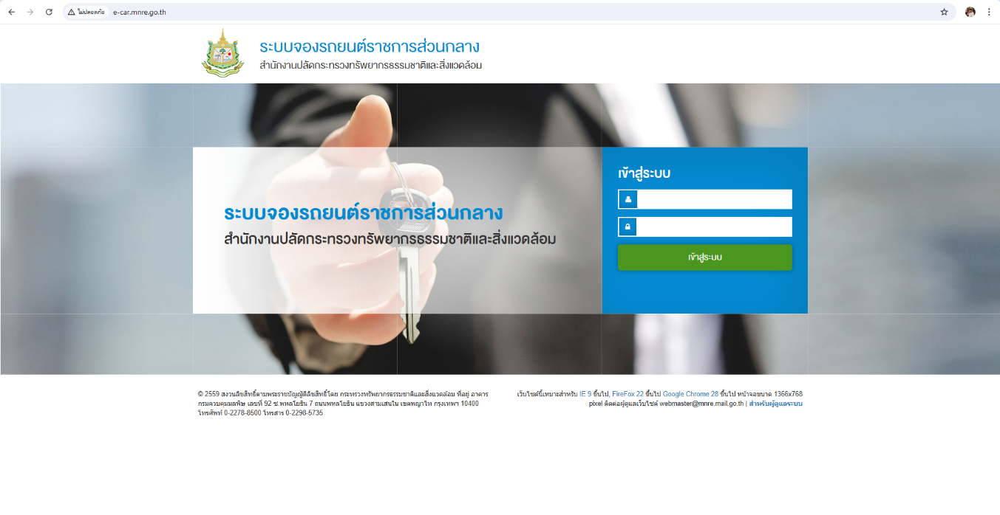 ไม่ปลอดภัย e-car.mnre.go.th
ระบบจองรถยนต์ราชการส่วนกลาง
สำนักงานปลัดกระทรวงทรัพยากรธรรมชาติและสิ่งแวดล้อม
ระบบจองรถยนต์ราชการส่วนกลาง
สำนักงานปลัดกระทรวงทรัพยากรธรรมชาติและสิ่งแวดล้อม
เข้าสู่ระบบ
เข้าสู่ระบบ
© 2559 สงวนลิขสิทธิ์ตามพระราชบัญญัติลิขสิทธิ์โดย กระทรวงทรัพยากรธรรมชาติและสิ่งแวดล้อม ที่อยู่ อาคาร
กรมควบคุมมลพิษ เลขที่ 92 ซ.พหลโยธิน 7 ถนนพหลโยธิน แขวงสามเสนใน เขตพญาไท กรุงเทพฯ 10400
โทรศัพท์ 0-2278-8500 โทรสาร 0-2298-5735
เว็บไซต์นี้เหมาะสำหรับ IE 9 ขึ้นไป, FireFox 22 ขึ้นไป Google Chrome 28 ขึ้นไป หน้าจอขนาด 1366x768
pixel ติดต่อผู้ดูแลเว็บไซต์ webmaster@mnre.mail.go.th | สำหรับผู้ดูแลระบบ